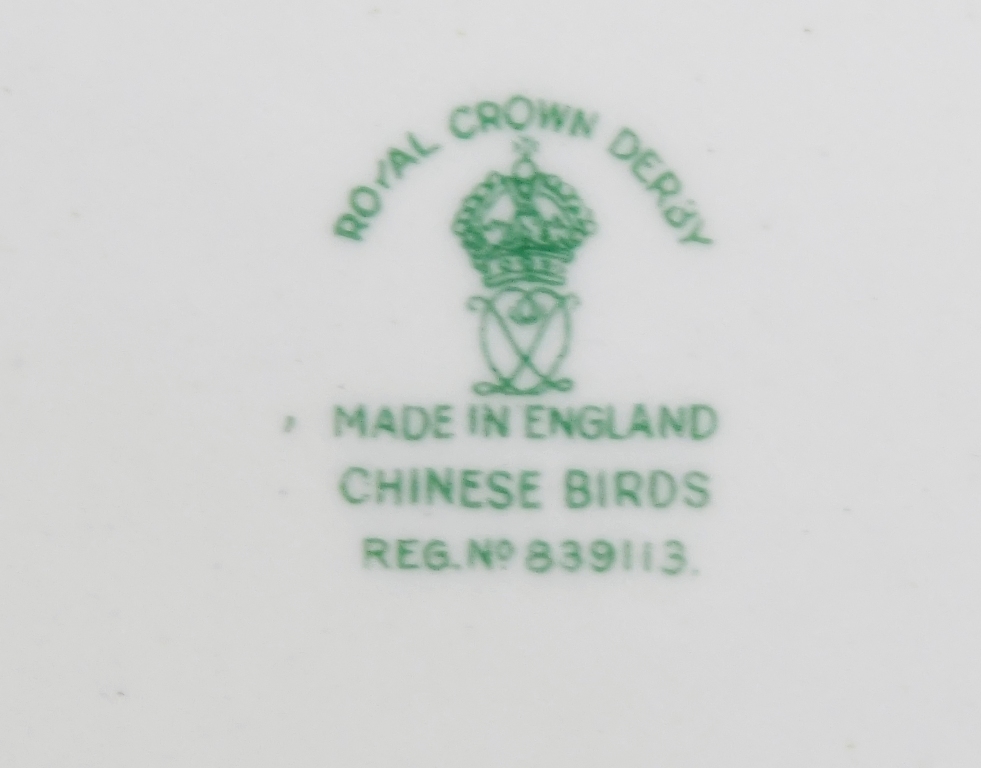 ROYAL CROWN DERBY
MADE IN ENGLAND
CHINESE BIRDS
REG. Nº 839113.